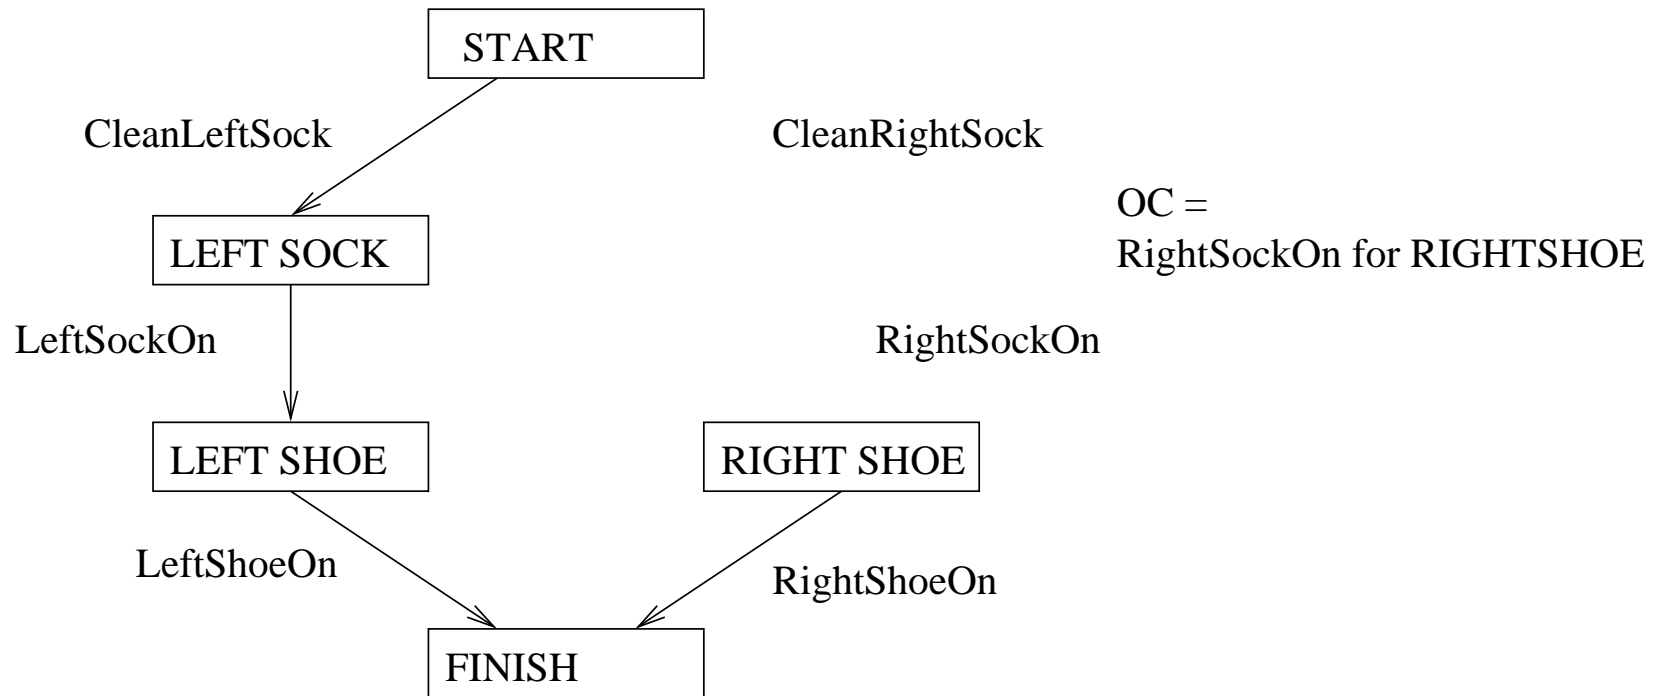 START
CleanLeftSock
CleanRightSock
OC =
LEFT SOCK
RightSockOn for RIGHTSHOE
LeftSockOn
RightSockOn
LEFT SHOE
RIGHT SHOE
LeftShoeOn
RightShoeOn
FINISH